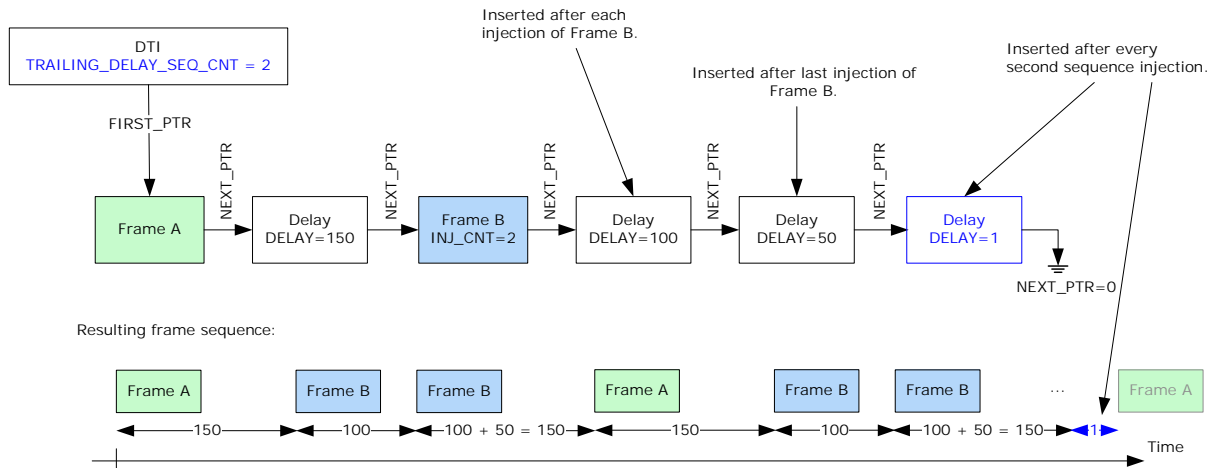 Inserted after each
injection of Frame B.
DTI
TRAILING_DELAY_SEQ_CNT = 2
Inserted after last injection of
Frame B.
Inserted after every
second sequence injection.
FIRST_PTR
NEXT_PTR
NEXT_PTR
NEXT_PTR
NEXT_PTR
NEXT_PTR
Frame A
Delay
DELAY=150
Frame B
INJ_CNT=2
Delay
DELAY=100
Delay
DELAY=50
Delay
DELAY=1
NEXT_PTR=0
Resulting frame sequence:
Frame A
Frame B
Frame B
Frame A
Frame B
Frame B
...
Frame A
150
100
100 + 50 = 150
150
100
100 + 50 = 150
1
Time